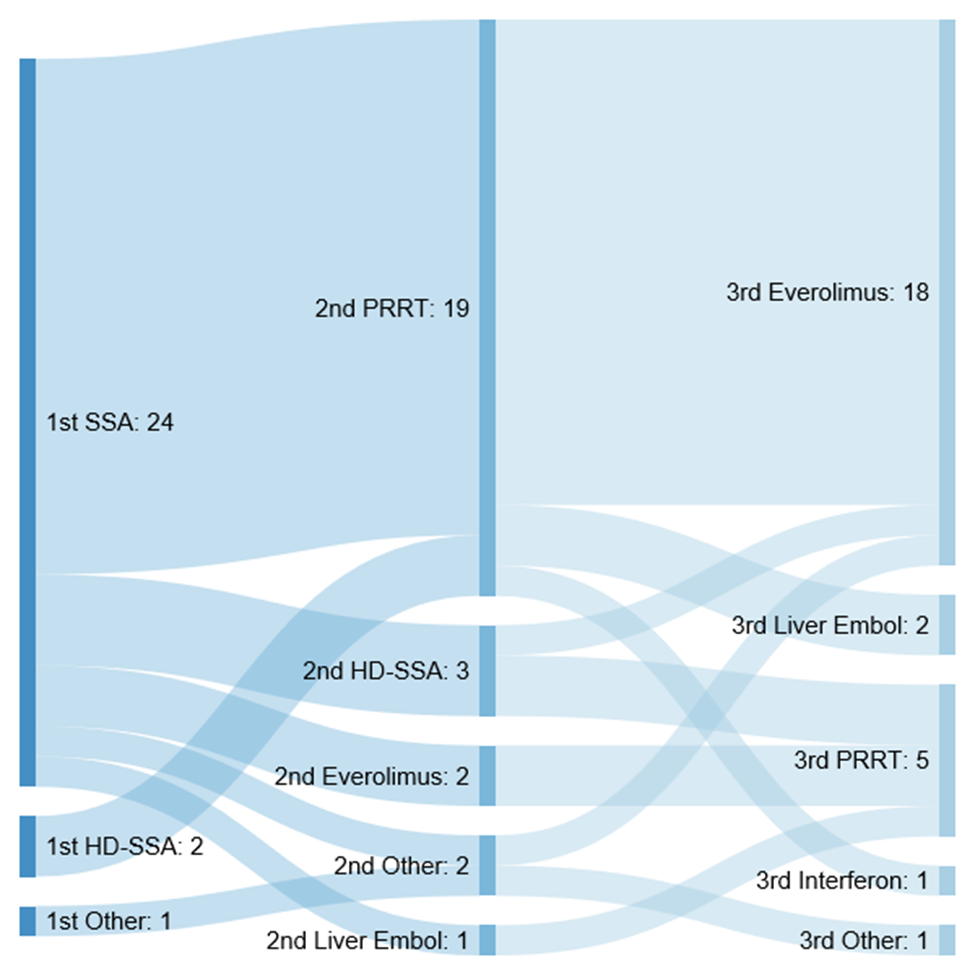 1st SSA: 24
1st HD-SSA: 2
1st Other: 1
2nd PRRT: 19
2nd HD-SSA: 3
2nd Everolimus: 2
2nd Other: 2
2nd Liver Embol: 1
3rd Everolimus: 18
3rd Liver Embol: 2
3rd PRRT: 5
3rd Interferon: 1
3rd Other: 1